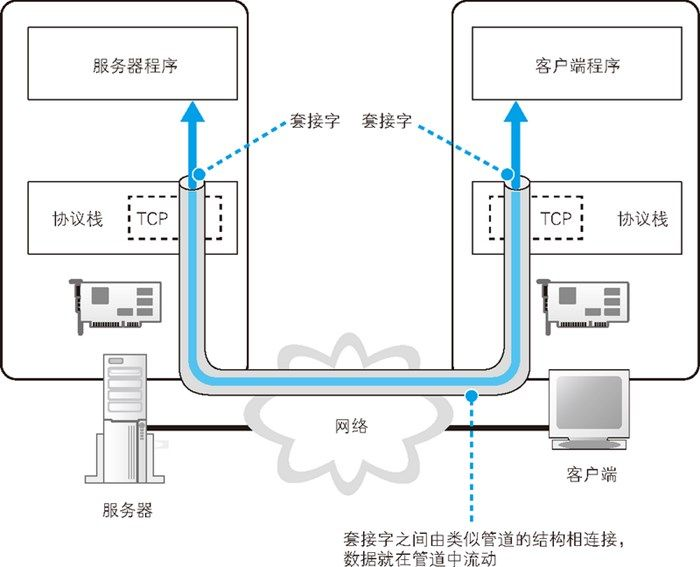 服务器程序
客户端程序
套接字
套接字
协议栈
TCP
TCP
协议栈
网络
服务器
客户端
套接字之间由类似管道的结构相连接，
数据就在管道中流动